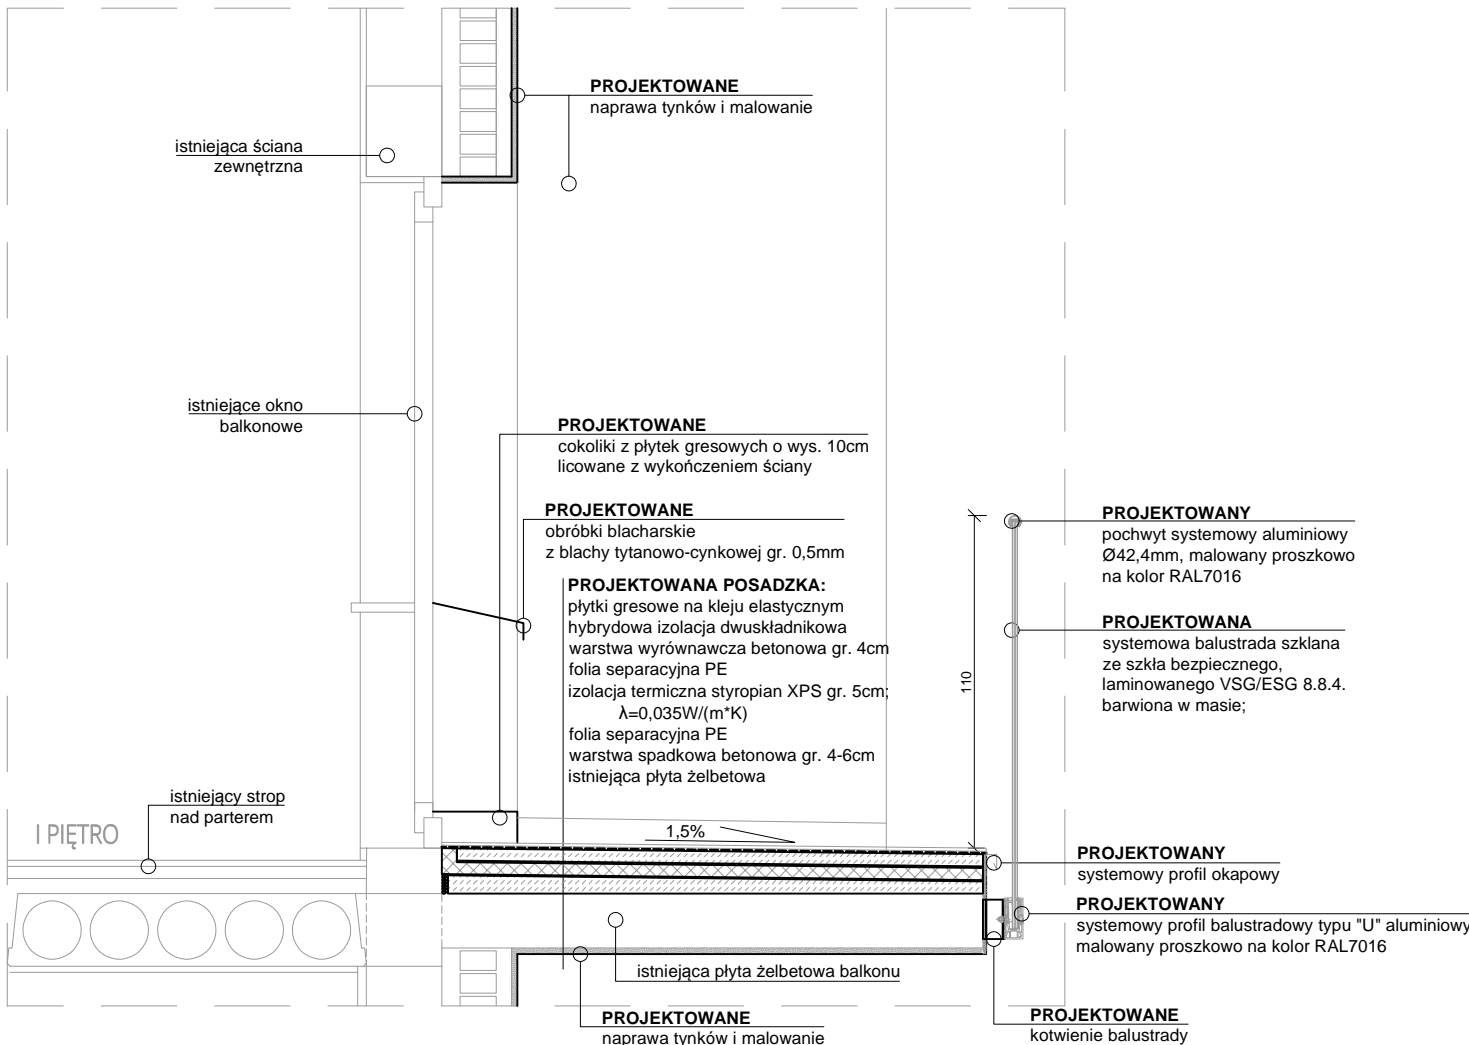 PROJEKTOWANE
naprawa tynków i malowanie
istniejąca ściana
zewnętrzna
istniejące okno
balkonowe
PROJEKTOWANE
cokoliki z płytek gresowych o wys. 10cm
licowane z wykończeniem ściany
PROJEKTOWANE
obróbki blacharskie
z blachy tytanowo-cynkowej gr. 0,5mm
PROJEKTOWANA POSADZKA:
płytki gresowe na kleju elastycznym
hybrydowa izolacja dwuskładnikowa
warstwa wyrównawcza betonowa gr. 4cm
folia separacyjna PE
izolacja termiczna styropian XPS gr. 5cm;
λ=0,035W/(m*K)
folia separacyjna PE
warstwa spadkowa betonowa gr. 4-6cm
istniejąca płyta żelbetowa
110
PROJEKTOWANY
pochwyt systemowy aluminiowy
Ø42,4mm, malowany proszkowo
na kolor RAL7016
PROJEKTOWANA
systemowa balustrada szklana
ze szkła bezpiecznego,
laminowanego VSG/ESG 8.8.4.
barwiona w masie;
istniejący strop
nad parterem
I PIĘTRO
1,5%
PROJEKTOWANY
systemowy profil okapowy
PROJEKTOWANY
systemowy profil balustradowy typu "U" aluminiowy
malowany proszkowo na kolor RAL7016
istniejąca płyta żelbetowa balkonu
PROJEKTOWANE
naprawa tynków i malowanie
PROJEKTOWANE
kotwienie balustrady